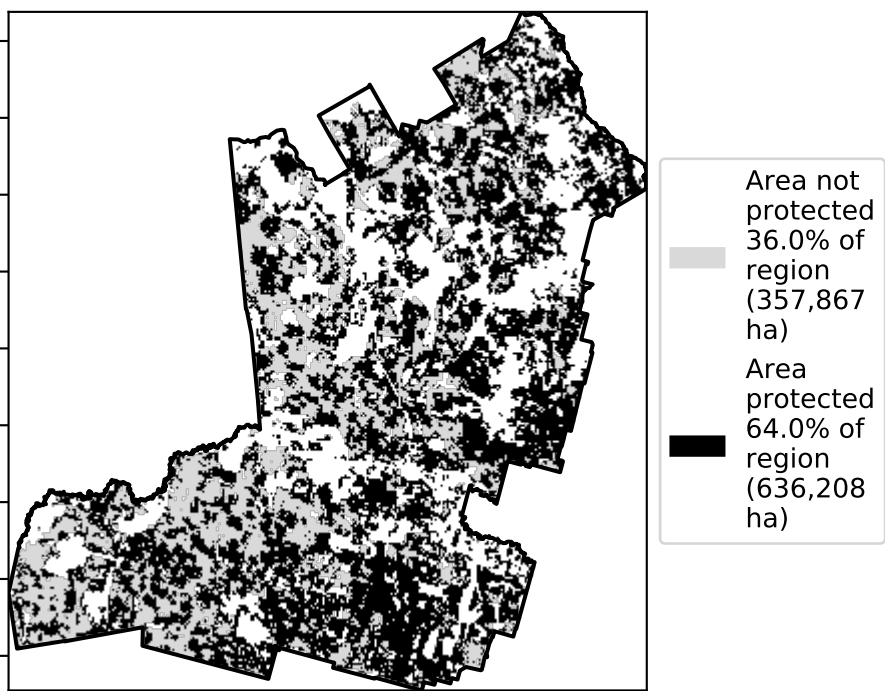 Area not
protected
36.0% of
region
(357,867
ha)
Area
protected
64.0% of
region
(636,208
ha)